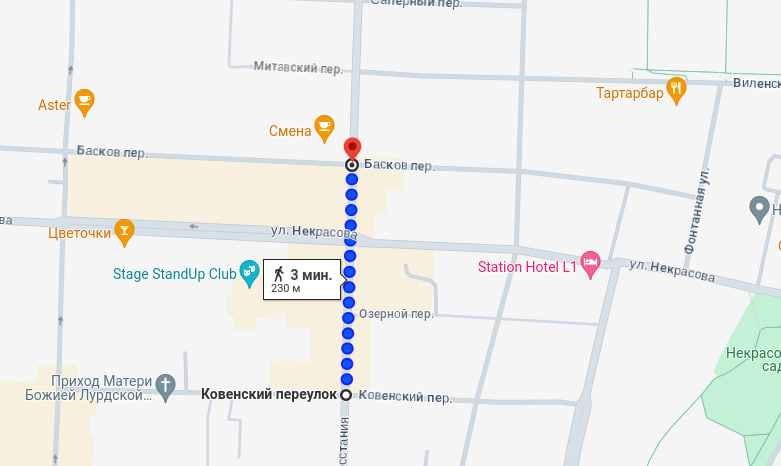 Сапёрный пер.
Митавский пер.
Виленск
Тартарбар
Aster
Смена
Басков пер.
Басков пер.
Фонтанная ул.
ва
Цветочки
ул. Некрасова
Stage StandUp Club
3 мин.
230 м
Station Hotel L1
ул. Некрасова
Озерной пер.
Некрасо
сад
Приход Матери
Божией Лурдской...
Ковенский переулок
Ковенский пер.
сстания